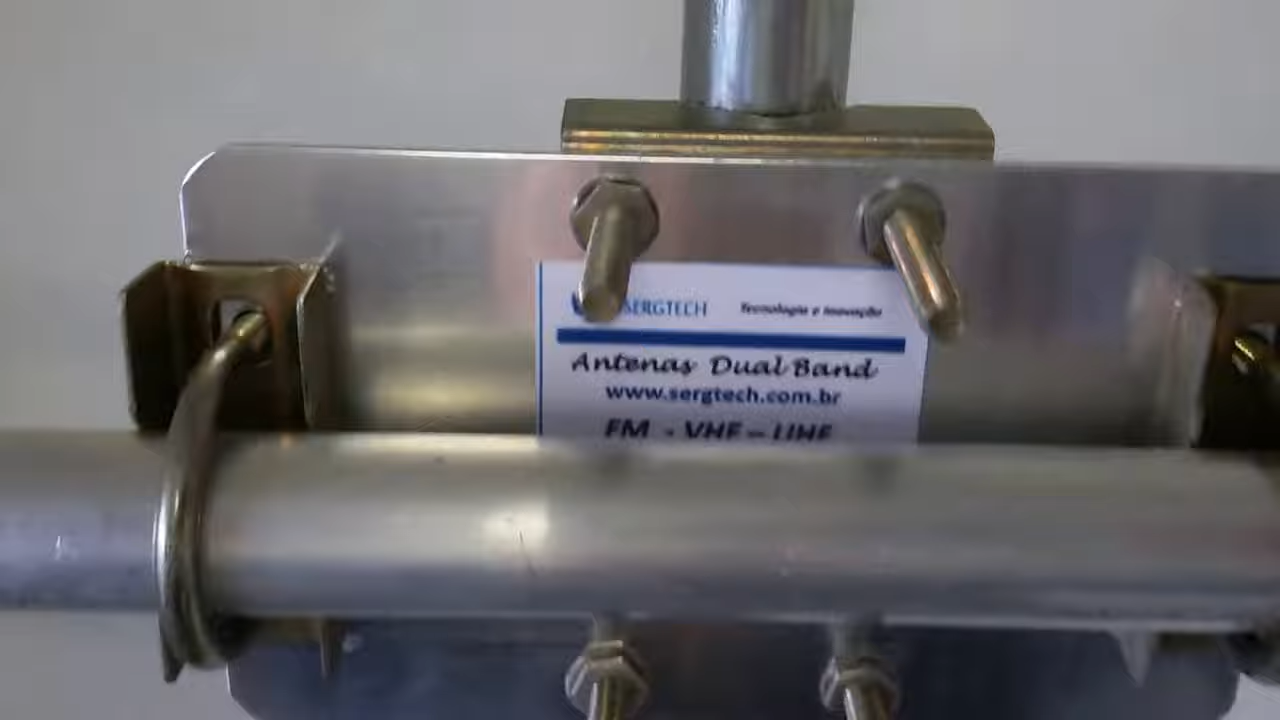 SERGTECH Tecnologia e Inovação
Antenas Dual Band
www.sergtech.com.br
FM - VHF - UHF